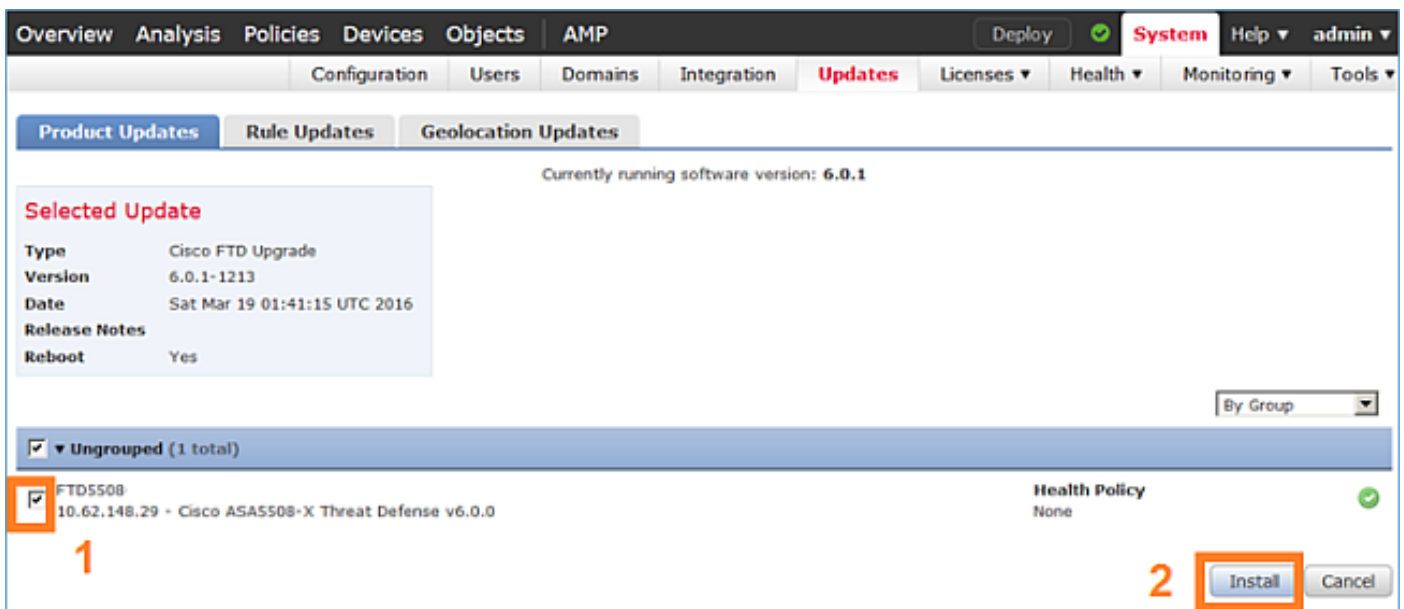 Overview Analysis Policies Devices Objects AMP Deploy System Help ▼ admin ▼
Configuration Users Domains Integration Updates Licenses ▼ Health ▼ Monitoring ▼ Tools ▼
Product Updates Rule Updates Geolocation Updates
Currently running software version: 6.0.1
Selected Update
Type Cisco FTD Upgrade
Version 6.0.1-1213
Date Sat Mar 19 01:41:15 UTC 2016
Release Notes
Reboot Yes
By Group
▼ Ungrouped (1 total)
FTD5508 Health Policy
10.62.148.29 - Cisco ASA5508-X Threat Defense v6.0.0 None
1
2 Install Cancel